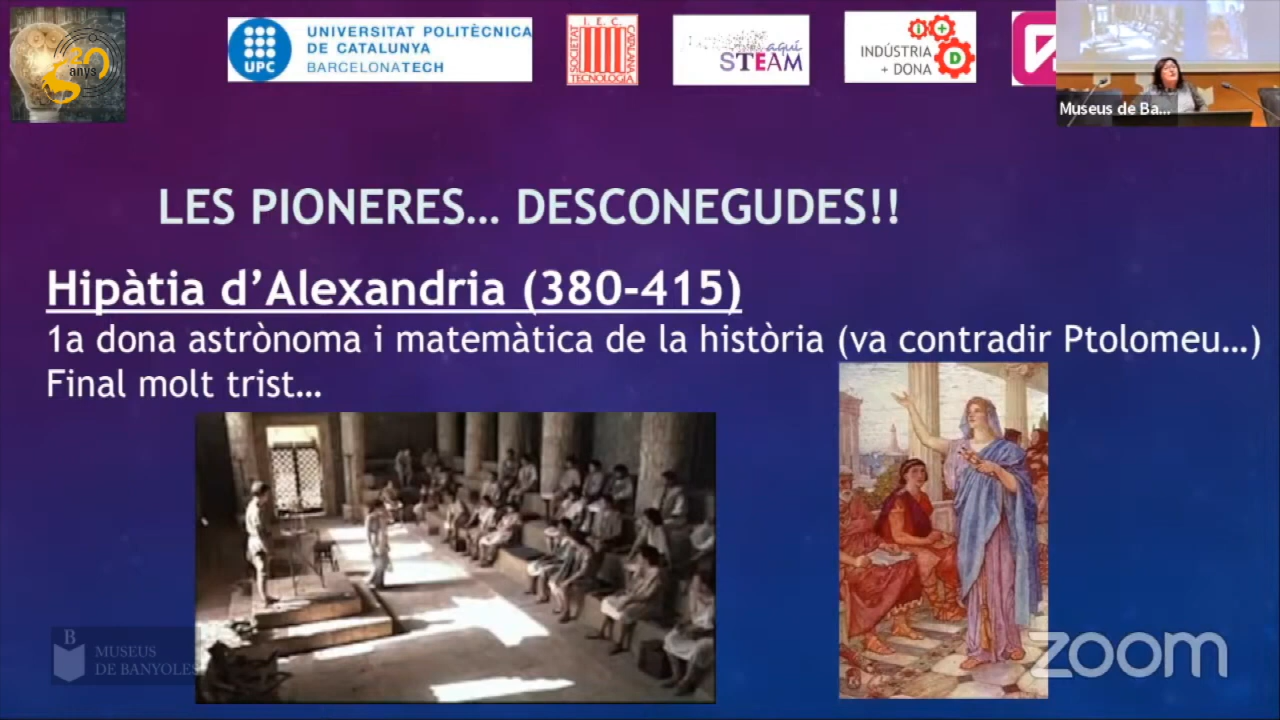 20
anys
UPC
UNIVERSITAT POLITÈCNICA
DE CATALUNYA
BARCELONATECH
I. E. C.
SOCIETAT
CATALANA
TECNOLOGIA
aquí
STEAM
INDÚSTRIA
+ DONA
i
+
D
Museus de Ba...
LES PIONERES... DESCONEGUDES!!
Hipàtia d'Alexandria (380-415)
1a dona astrònoma i matemàtica de la història (va contradir Ptolomeu...)
Final molt trist...
B
MUSEUS
DE BANYOLES
zoom